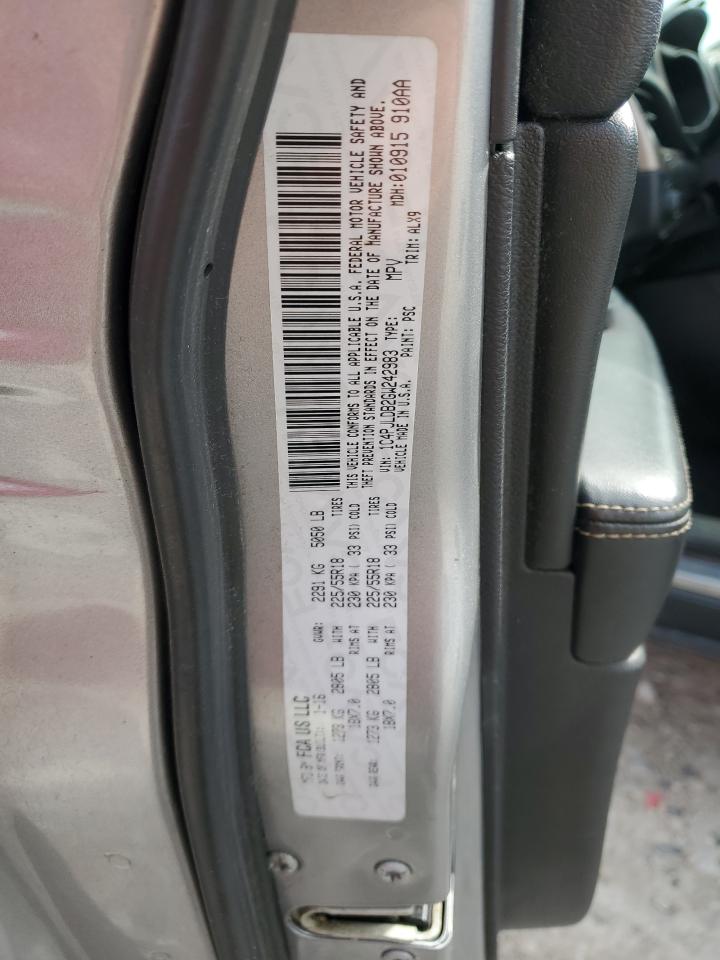 MFD BY FCA US LLC
DATE OF MANUFACTURE: 1-16 GVWR: 2291 KG 5050 LB
GAWR FRONT: 1273 KG 2805 LB WITH 225/55R18 TIRES
18X7.0 RIMS AT 230 KPA ( 33 PSI) COLD
GAWR REAR: 1273 KG 2805 LB WITH 225/55R18 TIRES
18X7.0 RIMS AT 230 KPA ( 33 PSI) COLD
THIS VEHICLE CONFORMS TO ALL APPLICABLE U.S.A. FEDERAL MOTOR VEHICLE SAFETY AND
THEFT PREVENTION STANDARDS IN EFFECT ON THE DATE OF MANUFACTURE SHOWN ABOVE.
VIN: 1C4PJLDB2GW242983 TYPE: MPV MDH:010915 910AA
VEHICLE MADE IN U.S.A. PAINT: PSC TRIM: ALX9